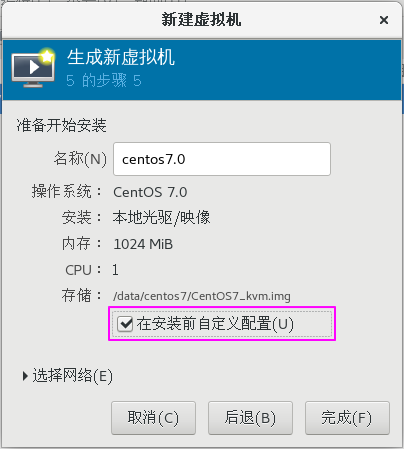 新建虚拟机
生成新虚拟机
5 的步骤 5
准备开始安装
名称(N) centos7.0
操作系统： CentOS 7.0
安装： 本地光驱/映像
内存： 1024 MiB
CPU： 1
存储： /data/centos7/CentOS7_kvm.img
在安装前自定义配置(U)
选择网络(E)
取消(C) 后退(B) 完成(F)